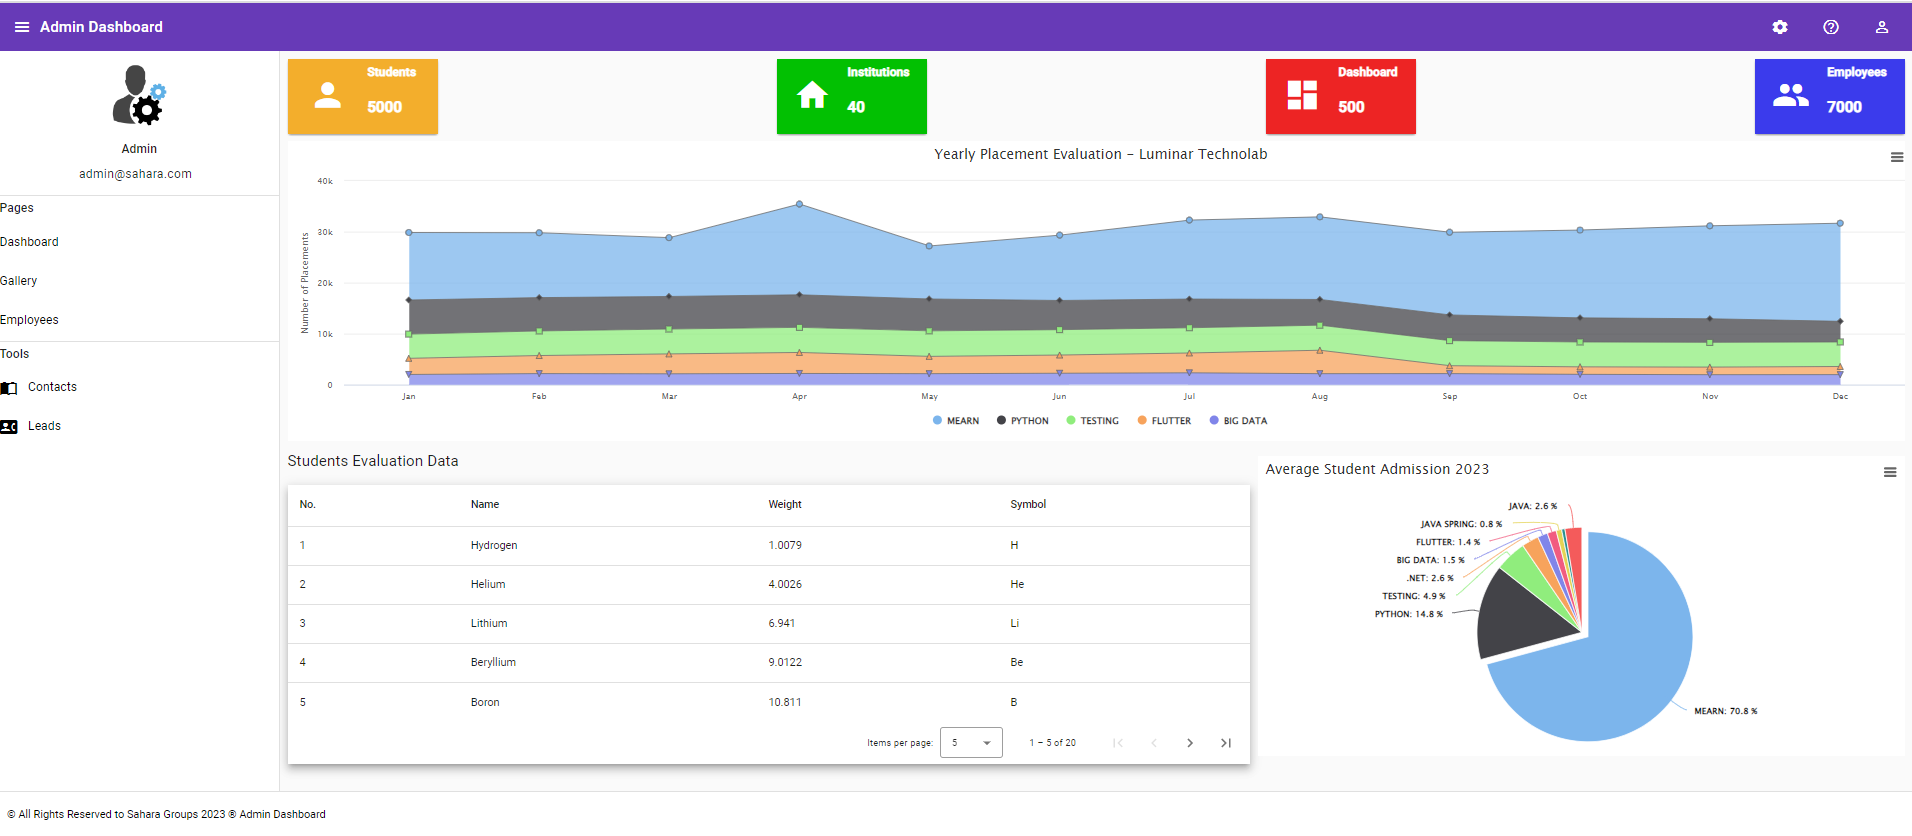 Admin Dashboard
Students
5000
Institutions
40
Dashboard
500
Employees
7000
Admin
admin@sahara.com
Pages
Dashboard
Gallery
Employees
Tools
Contacts
Leads
Yearly Placement Evaluation - Luminar Technolab
Number of Placements
40k
30k
20k
10k
0
Jan Feb Mar Apr May Jun Jul Aug Sep Oct Nov Dec
MEARN PYTHON TESTING FLUTTER BIG DATA
Students Evaluation Data
No. Name Weight Symbol
1 Hydrogen 1.0079 H
2 Helium 4.0026 He
3 Lithium 6.941 Li
4 Beryllium 9.0122 Be
5 Boron 10.811 B
Items per page: 5 1 – 5 of 20
Average Student Admission 2023
JAVA: 2.6 %
JAVA SPRING: 0.8 %
FLUTTER: 1.4 %
BIG DATA: 1.5 %
.NET: 2.6 %
TESTING: 4.9 %
PYTHON: 14.8 %
MEARN: 70.8 %
© All Rights Reserved to Sahara Groups 2023 ® Admin Dashboard